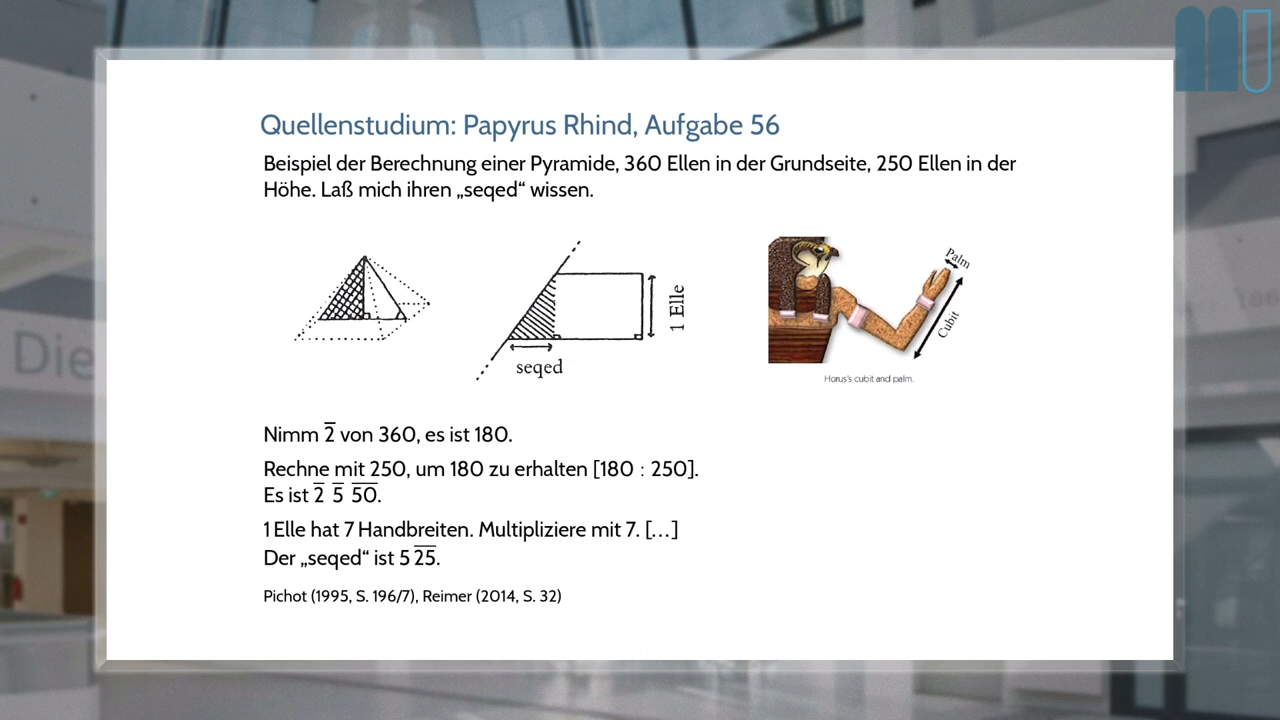 Quellenstudium: Papyrus Rhind, Aufgabe 56
Beispiel der Berechnung einer Pyramide, 360 Ellen in der Grundseite, 250 Ellen in der
Höhe. Laß mich ihren „seqed“ wissen.
1 Elle
seqed
Palm
Cubit
Horus's cubit and palm.
Nimm 2̅ von 360, es ist 180.
Rechne mit 250, um 180 zu erhalten [180 : 250].
Es ist 2̅ 5̅ 5̅0̅.
1 Elle hat 7 Handbreiten. Multipliziere mit 7. […]
Der „seqed“ ist 5 2̅5̅.
Pichot (1995, S. 196/7), Reimer (2014, S. 32)
Die